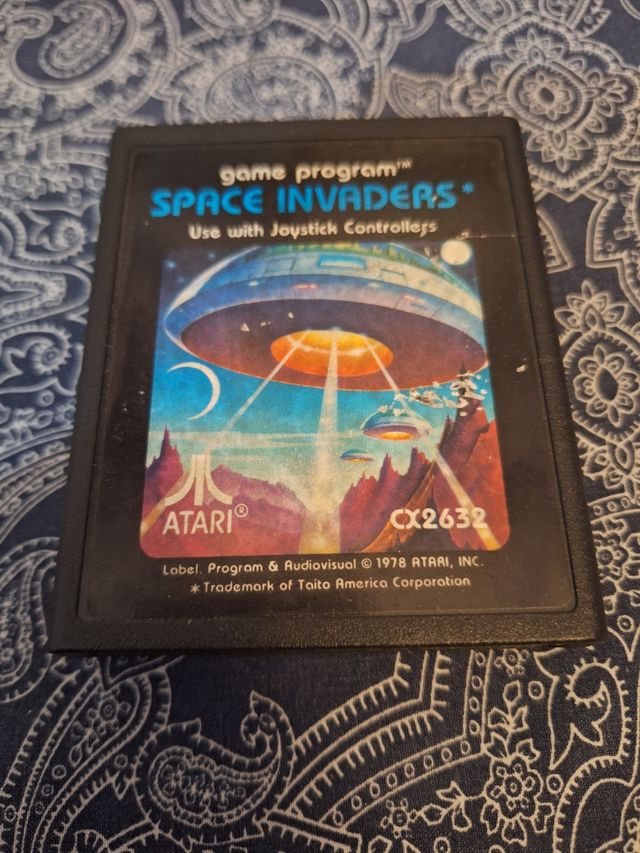 game program™
SPACE INVADERS*
Use with Joystick Controllers
ATARI®
CX2632
Label, Program & Audiovisual © 1978 ATARI, INC.
* Trademark of Taito America Corporation